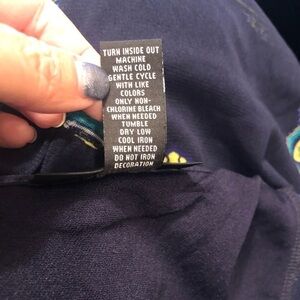 TURN INSIDE OUT
MACHINE
WASH COLD
GENTLE CYCLE
WITH LIKE
COLORS
ONLY NON-
CHLORINE BLEACH
WHEN NEEDED
TUMBLE
DRY LOW
COOL IRON
WHEN NEEDED
DO NOT IRON
DECORATION